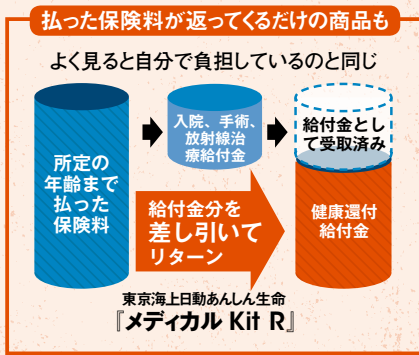 払った保険料が返ってくるだけの商品も
よく見ると自分で負担しているのと同じ
所定の
年齢まで
払った
保険料
入院、手術、
放射線治
療給付金
給付金とし
て受取済み
給付金分を
差し引いて
リターン
健康還付
給付金
東京海上日動あんしん生命
『メディカル Kit R』